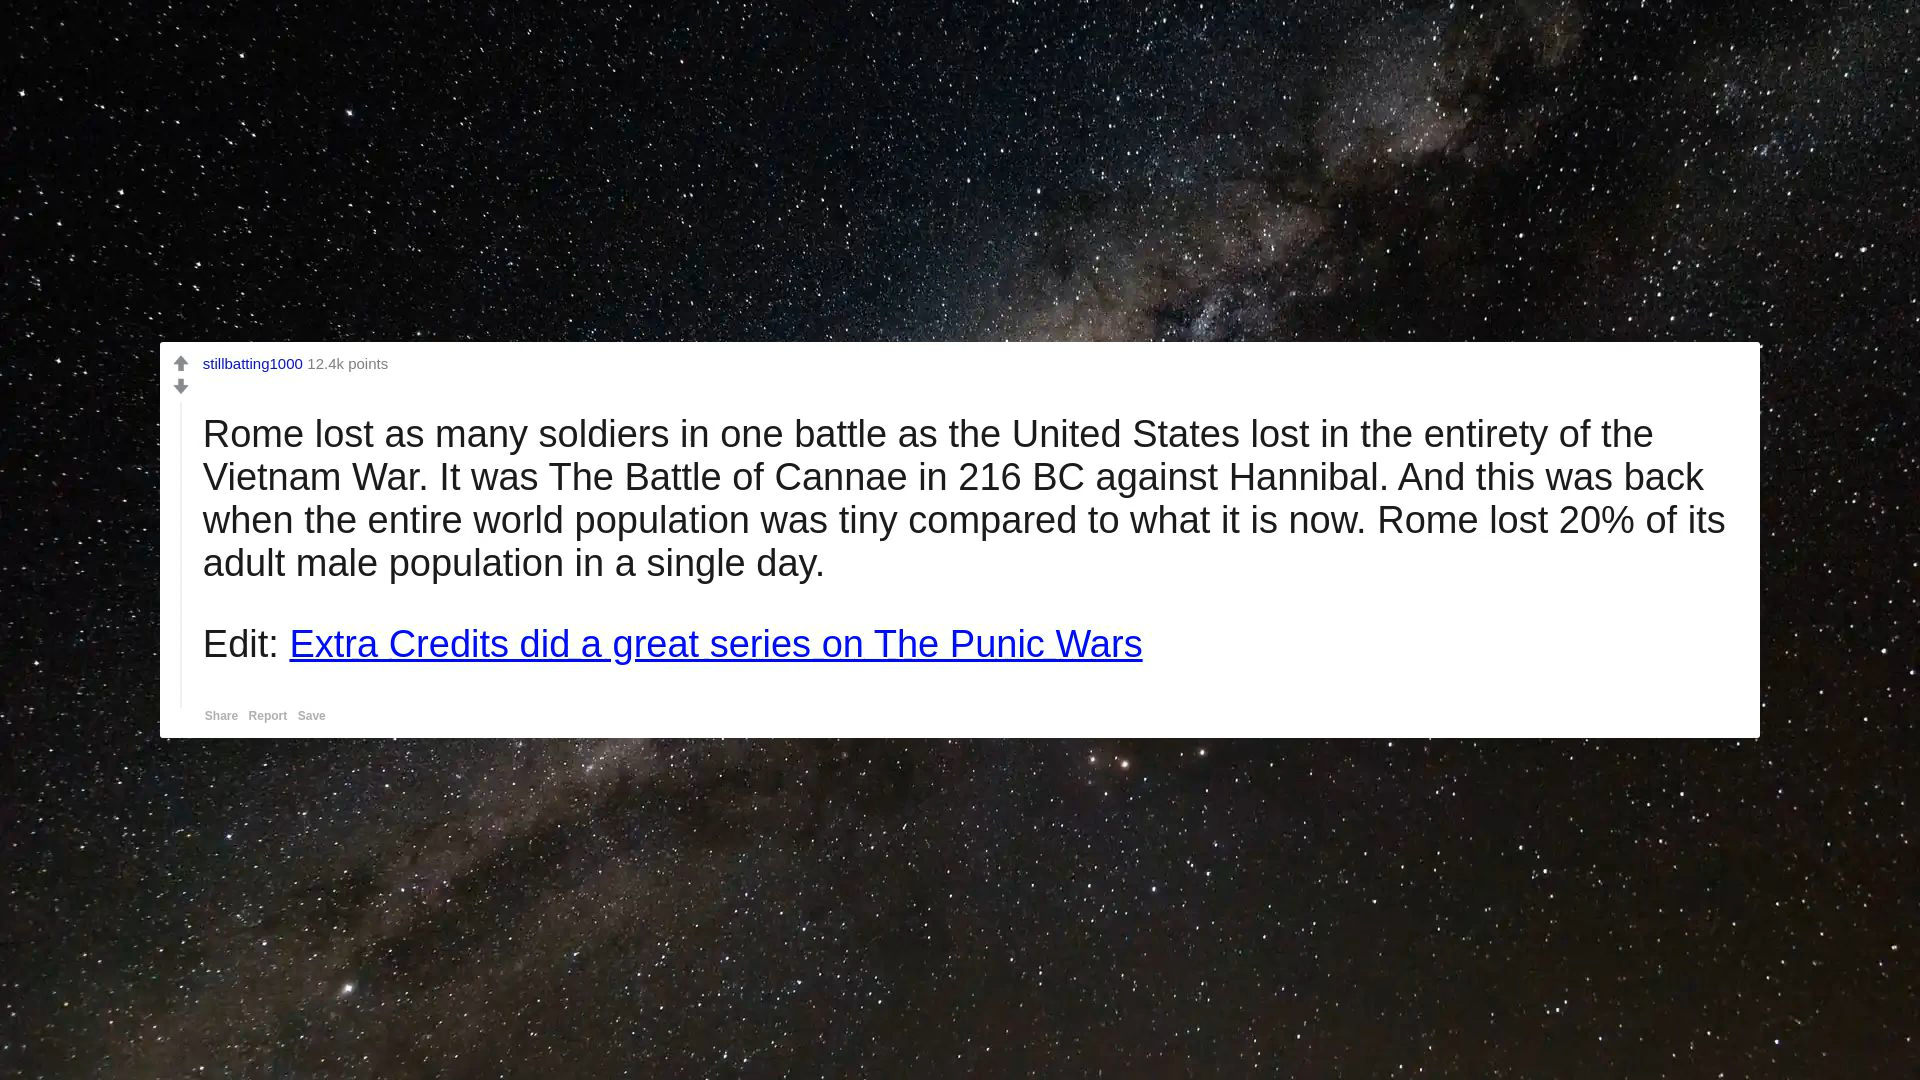 stillbatting1000 12.4k points
Rome lost as many soldiers in one battle as the United States lost in the entirety of the
Vietnam War. It was The Battle of Cannae in 216 BC against Hannibal. And this was back
when the entire world population was tiny compared to what it is now. Rome lost 20% of its
adult male population in a single day.
Edit: Extra Credits did a great series on The Punic Wars
Share Report Save